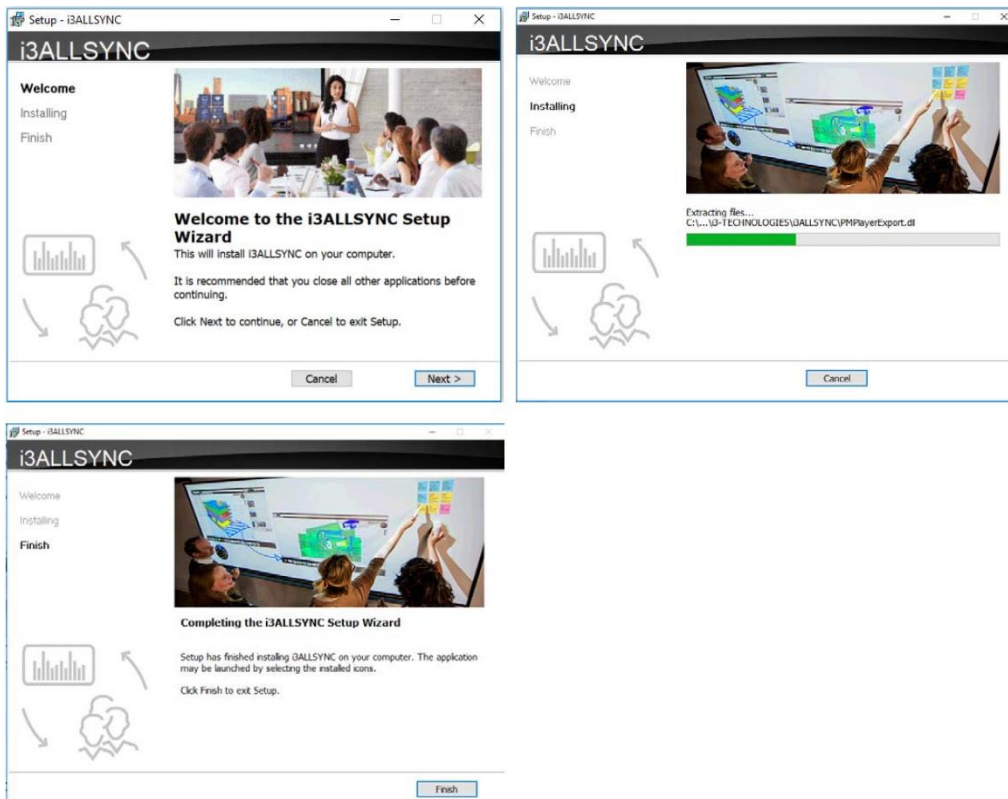 Setup - i3ALLSYNC
i3ALLSYNC
Welcome
Installing
Finish
Welcome to the i3ALLSYNC Setup
Wizard
This will install i3ALLSYNC on your computer.
It is recommended that you close all other applications before
continuing.
Click Next to continue, or Cancel to exit Setup.
Cancel
Next >
Setup - i3ALLSYNC
i3ALLSYNC
Welcome
Installing
Finish
Extracting files...
C:\...\i3-TECHNOLOGIES\i3ALLSYNC\PMPlayerExport.dl
Cancel
Setup - i3ALLSYNC
i3ALLSYNC
Welcome
Installing
Finish
Completing the i3ALLSYNC Setup Wizard
Setup has finished installing i3ALLSYNC on your computer. The application
may be launched by selecting the installed icons.
Click Finish to exit Setup.
Finish